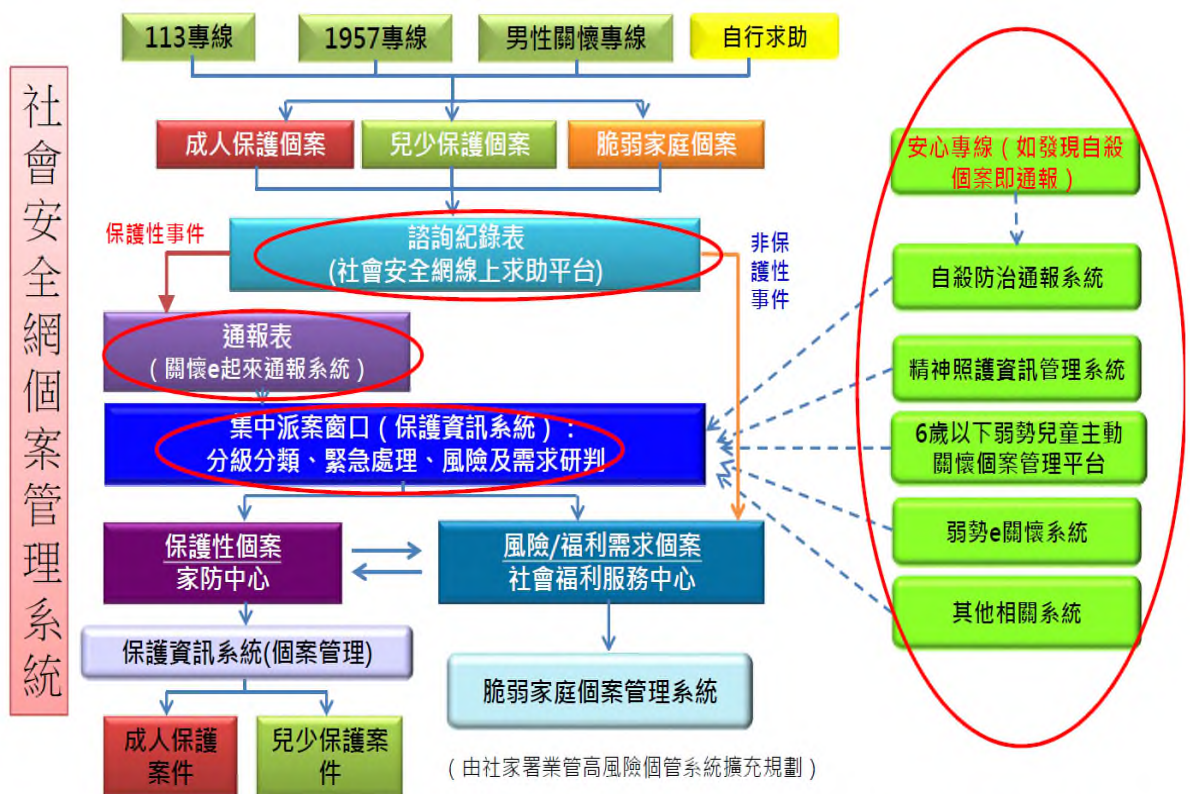 社會安全網個案管理系統
113專線
1957專線
男性關懷專線
自行求助
成人保護個案
兒少保護個案
脆弱家庭個案
保護性事件
諮詢紀錄表
(社會安全網線上求助平台)
非保
護性
事件
通報表
（關懷e起來通報系統）
集中派案窗口（保護資訊系統）：
分級分類、緊急處理、風險及需求研判
保護性個案
家防中心
風險/福利需求個案
社會福利服務中心
保護資訊系統(個案管理)
成人保護
案件
兒少保護案
件
脆弱家庭個案管理系統
（由社家署業管高風險個管系統擴充規劃）
安心專線（如發現自殺
個案即通報）
自殺防治通報系統
精神照護資訊管理系統
6歲以下弱勢兒童主動
關懷個案管理平台
弱勢e關懷系統
其他相關系統